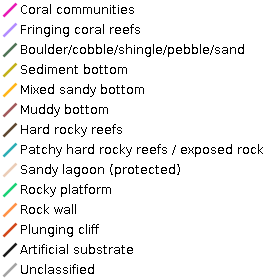 Coral communities
Fringing coral reefs
Boulder/cobble/shingle/pebble/sand
Sediment bottom
Mixed sandy bottom
Muddy bottom
Hard rocky reefs
Patchy hard rocky reefs / exposed rock
Sandy lagoon (protected)
Rocky platform
Rock wall
Plunging cliff
Artificial substrate
Unclassified